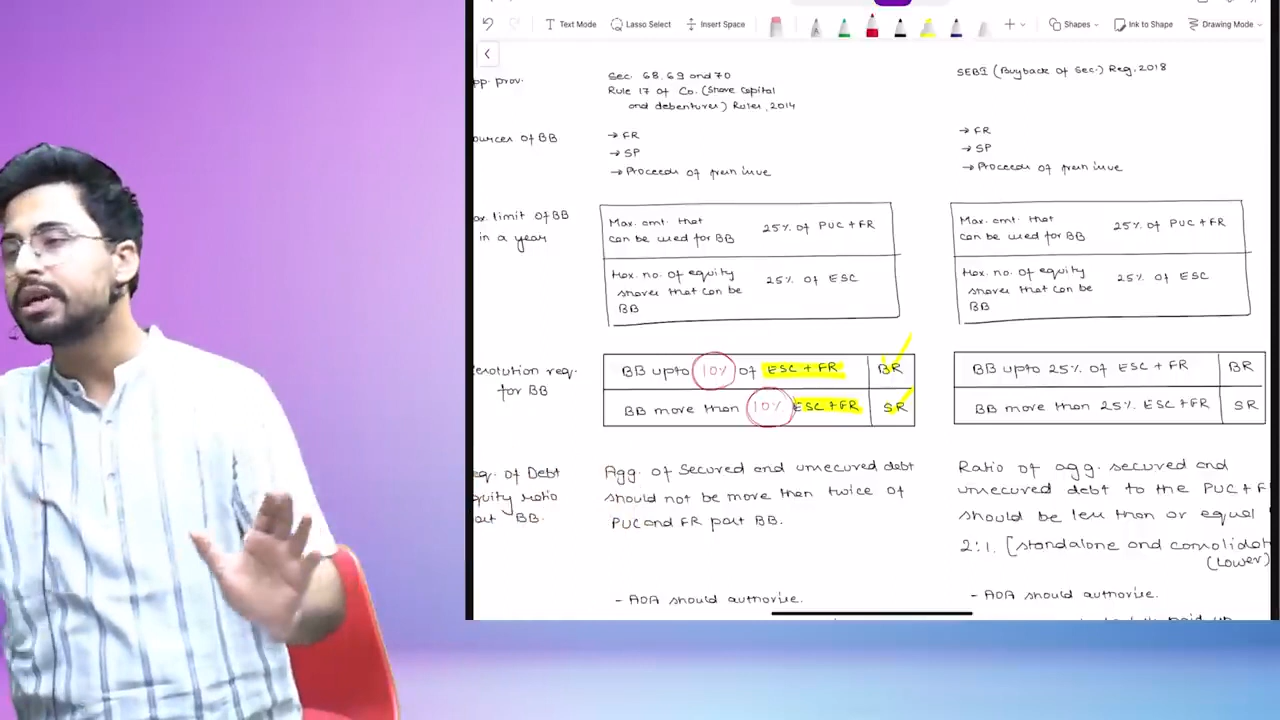 Text Mode
Lasso Select
Insert Space
Shapes
Ink to Shape
Drawing Mode
pp. prov.
Sec. 68, 69 and 70
Rule 17 of Co. (Share Capital
and debentures) Rules, 2014
SEBI (Buyback of Sec.) Reg, 2018
ources of BB
→ FR
→ SP
→ Proceeds of
→ FR
→ SP
→ Proceeds of
ax. limit of BB
in a year
Max. amt. that
can be used for BB
25% of PUC + FR
Max. no. of equity
shares that can be
BB
25% of ESC
Max. amt. that
can be used for BB
25% of PUC + FR
Max. no. of equity
shares that can be
BB
25% of ESC
esolution req.
for BB
BB upto 10% of ESC + FR
BR
BB more than 10% ESC + FR
SR
BB upto 25% of ESC + FR
BR
BB more than 25% ESC + FR
SR
eq. of Debt
quity ratio
BB.
Agg. of Secured and unsecured debt
should not be more than twice of
PUC and FR post BB.
Ratio of agg. secured and
unsecured debt to the PUC + F
should be less than or equal
2:1. [standalone and consolidat
(Lower)
- AOA should authorise.
- AOA should authorise.